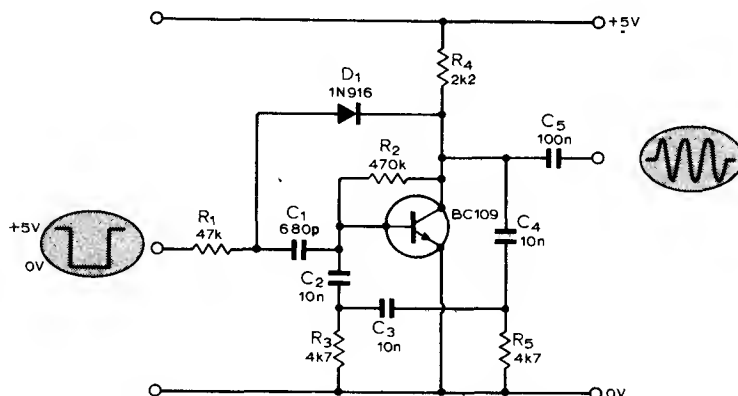 +5V
R4
2k2
D1
1N916
C5
100n
R2
470k
BC109
R1
47k
C1
680p
+5V
0V
C4
10n
C2
10n
C3
10n
R3
4k7
R5
4k7
0V